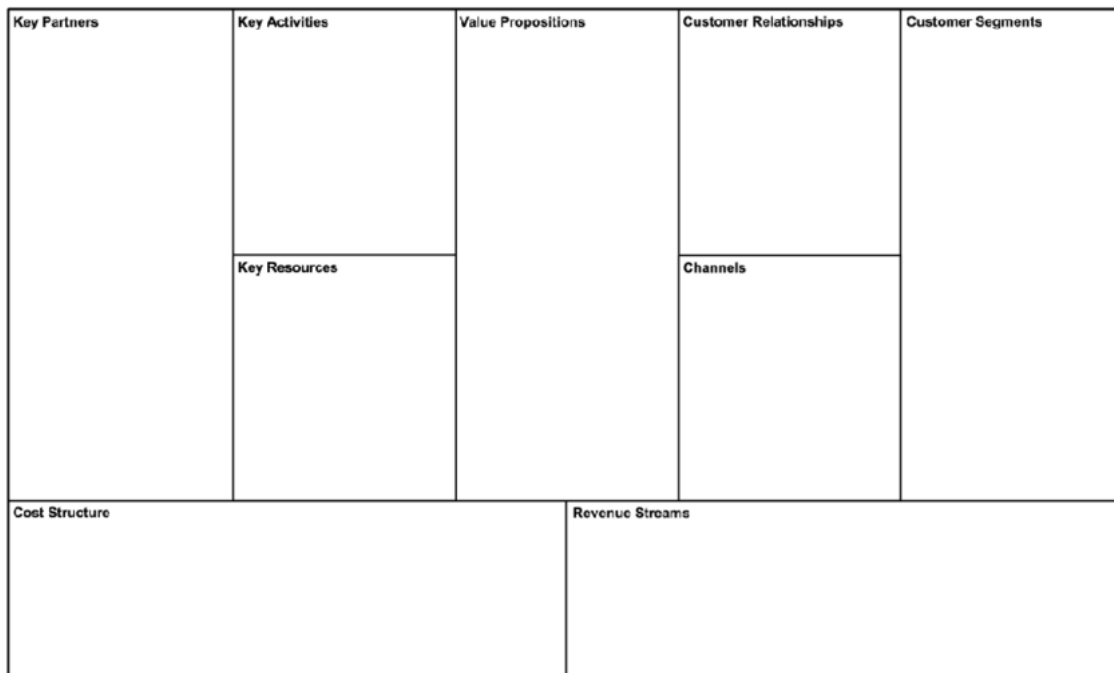 Key Partners
Key Activities
Value Propositions
Customer Relationships
Customer Segments
Key Resources
Channels
Cost Structure
Revenue Streams